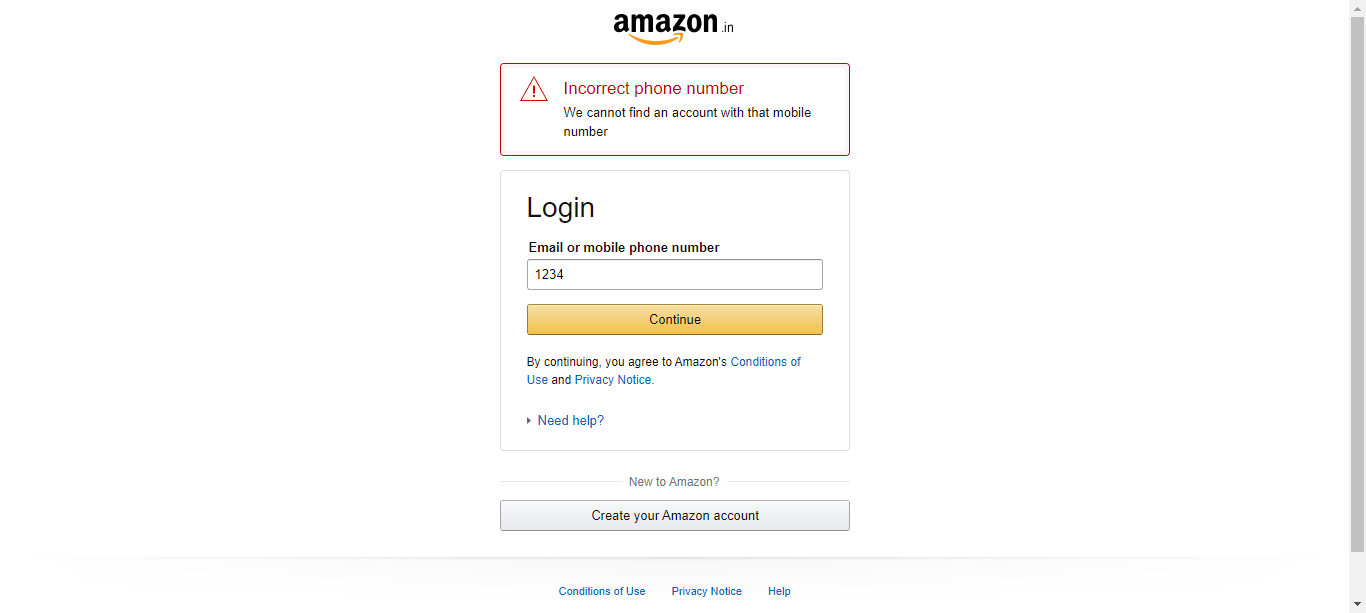 amazon.in
Incorrect phone number
We cannot find an account with that mobile
number
Login
Email or mobile phone number
1234
Continue
By continuing, you agree to Amazon's Conditions of
Use and Privacy Notice.
Need help?
New to Amazon?
Create your Amazon account
Conditions of Use Privacy Notice Help